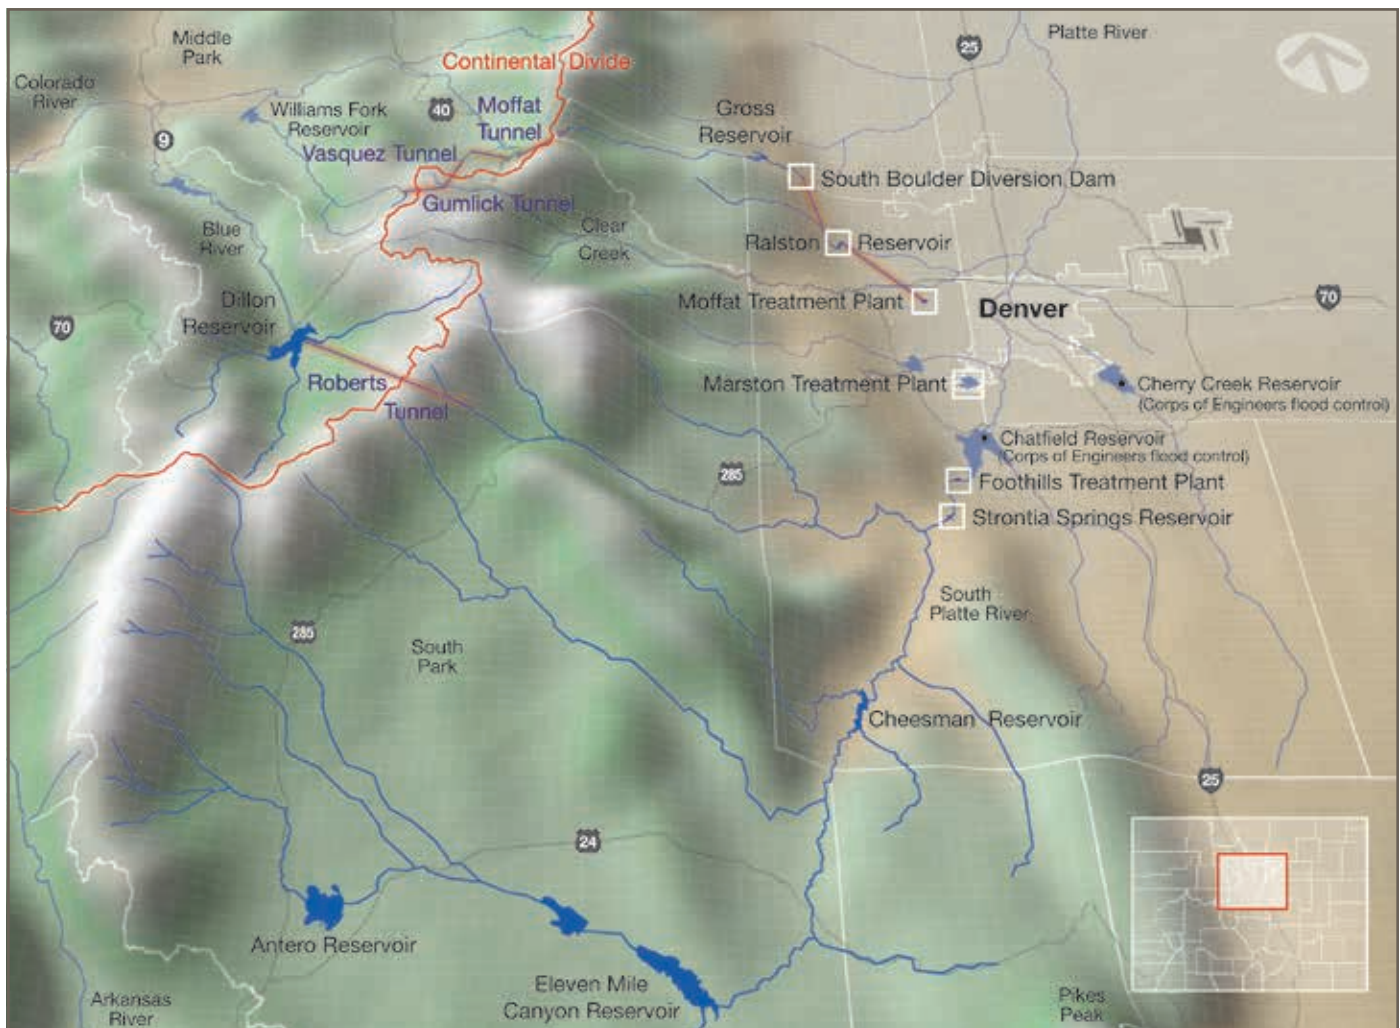 Middle
Park
Platte River
25
Continental Divide
Colorado
River
Williams Fork
Reservoir
40
Moffat
Tunnel
Gross
Reservoir
9
Vasquez Tunnel
South Boulder Diversion Dam
Gumlick Tunnel
Blue
River
Clear
Creek
Ralston Reservoir
Dillon
Reservoir
70
Moffat Treatment Plant
Denver
70
Roberts
Tunnel
Marston Treatment Plant
Cherry Creek Reservoir
(Corps of Engineers flood control)
Chatfield Reservoir
(Corps of Engineers flood control)
285
Foothills Treatment Plant
Strontia Springs Reservoir
South
Platte River
285
South
Park
Cheesman Reservoir
25
24
Antero Reservoir
Eleven Mile
Canyon Reservoir
Arkansas
River
Pikes
Peak